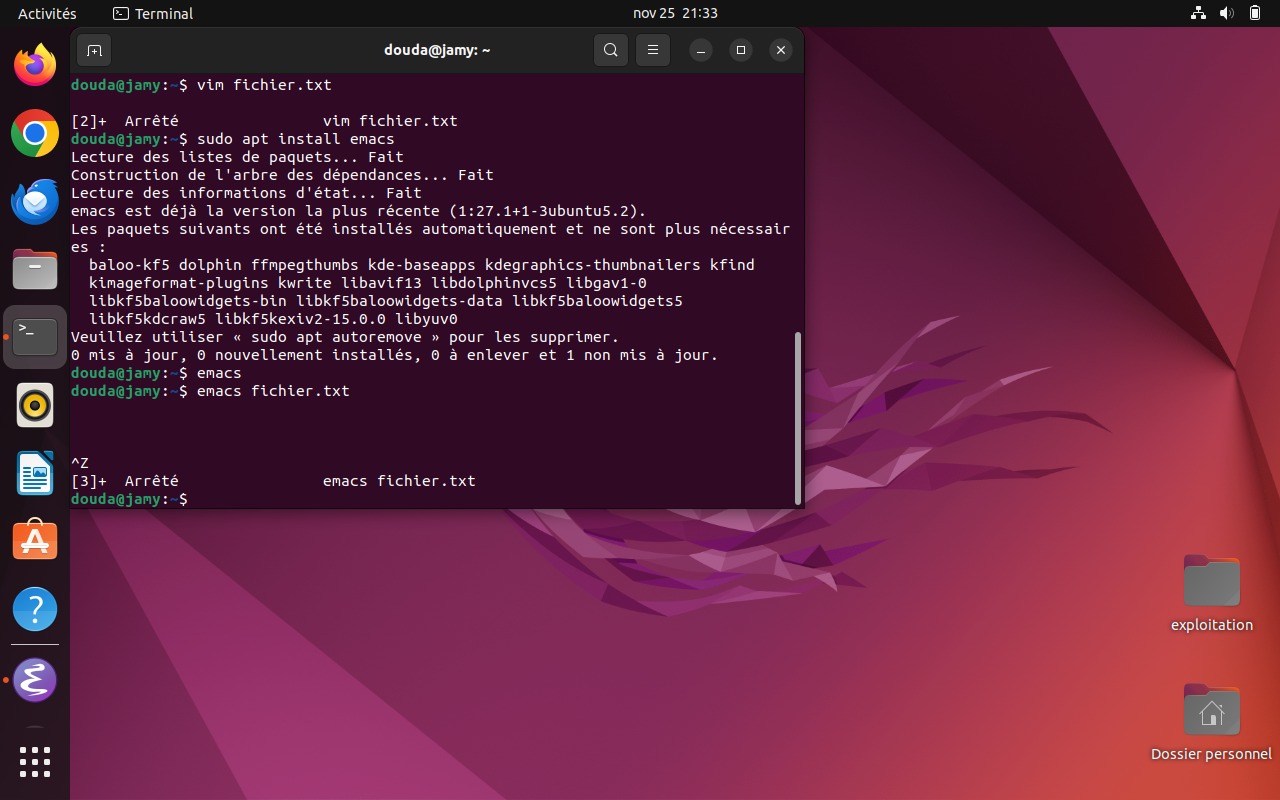 Activités
Terminal
nov 25 21:33
douda@jamy: ~
douda@jamy:~$ vim fichier.txt
[2]+  Arrêté                vim fichier.txt
douda@jamy:~$ sudo apt install emacs
Lecture des listes de paquets... Fait
Construction de l'arbre des dépendances... Fait
Lecture des informations d'état... Fait
emacs est déjà la version la plus récente (1:27.1+1-3ubuntu5.2).
Les paquets suivants ont été installés automatiquement et ne sont plus nécessair
es :
  baloo-kf5 dolphin ffmpegthumbs kde-baseapps kdegraphics-thumbnailers kfind
  kimageformat-plugins kwrite libavif13 libdolphinvcs5 libgav1-0
  libkf5baloowidgets-bin libkf5baloowidgets-data libkf5baloowidgets5
  libkf5kdcraw5 libkf5kexiv2-15.0.0 libyuv0
Veuillez utiliser « sudo apt autoremove » pour les supprimer.
0 mis à jour, 0 nouvellement installés, 0 à enlever et 1 non mis à jour.
douda@jamy:~$ emacs
douda@jamy:~$ emacs fichier.txt
^Z
[3]+  Arrêté                emacs fichier.txt
douda@jamy:~$
exploitation
Dossier personnel